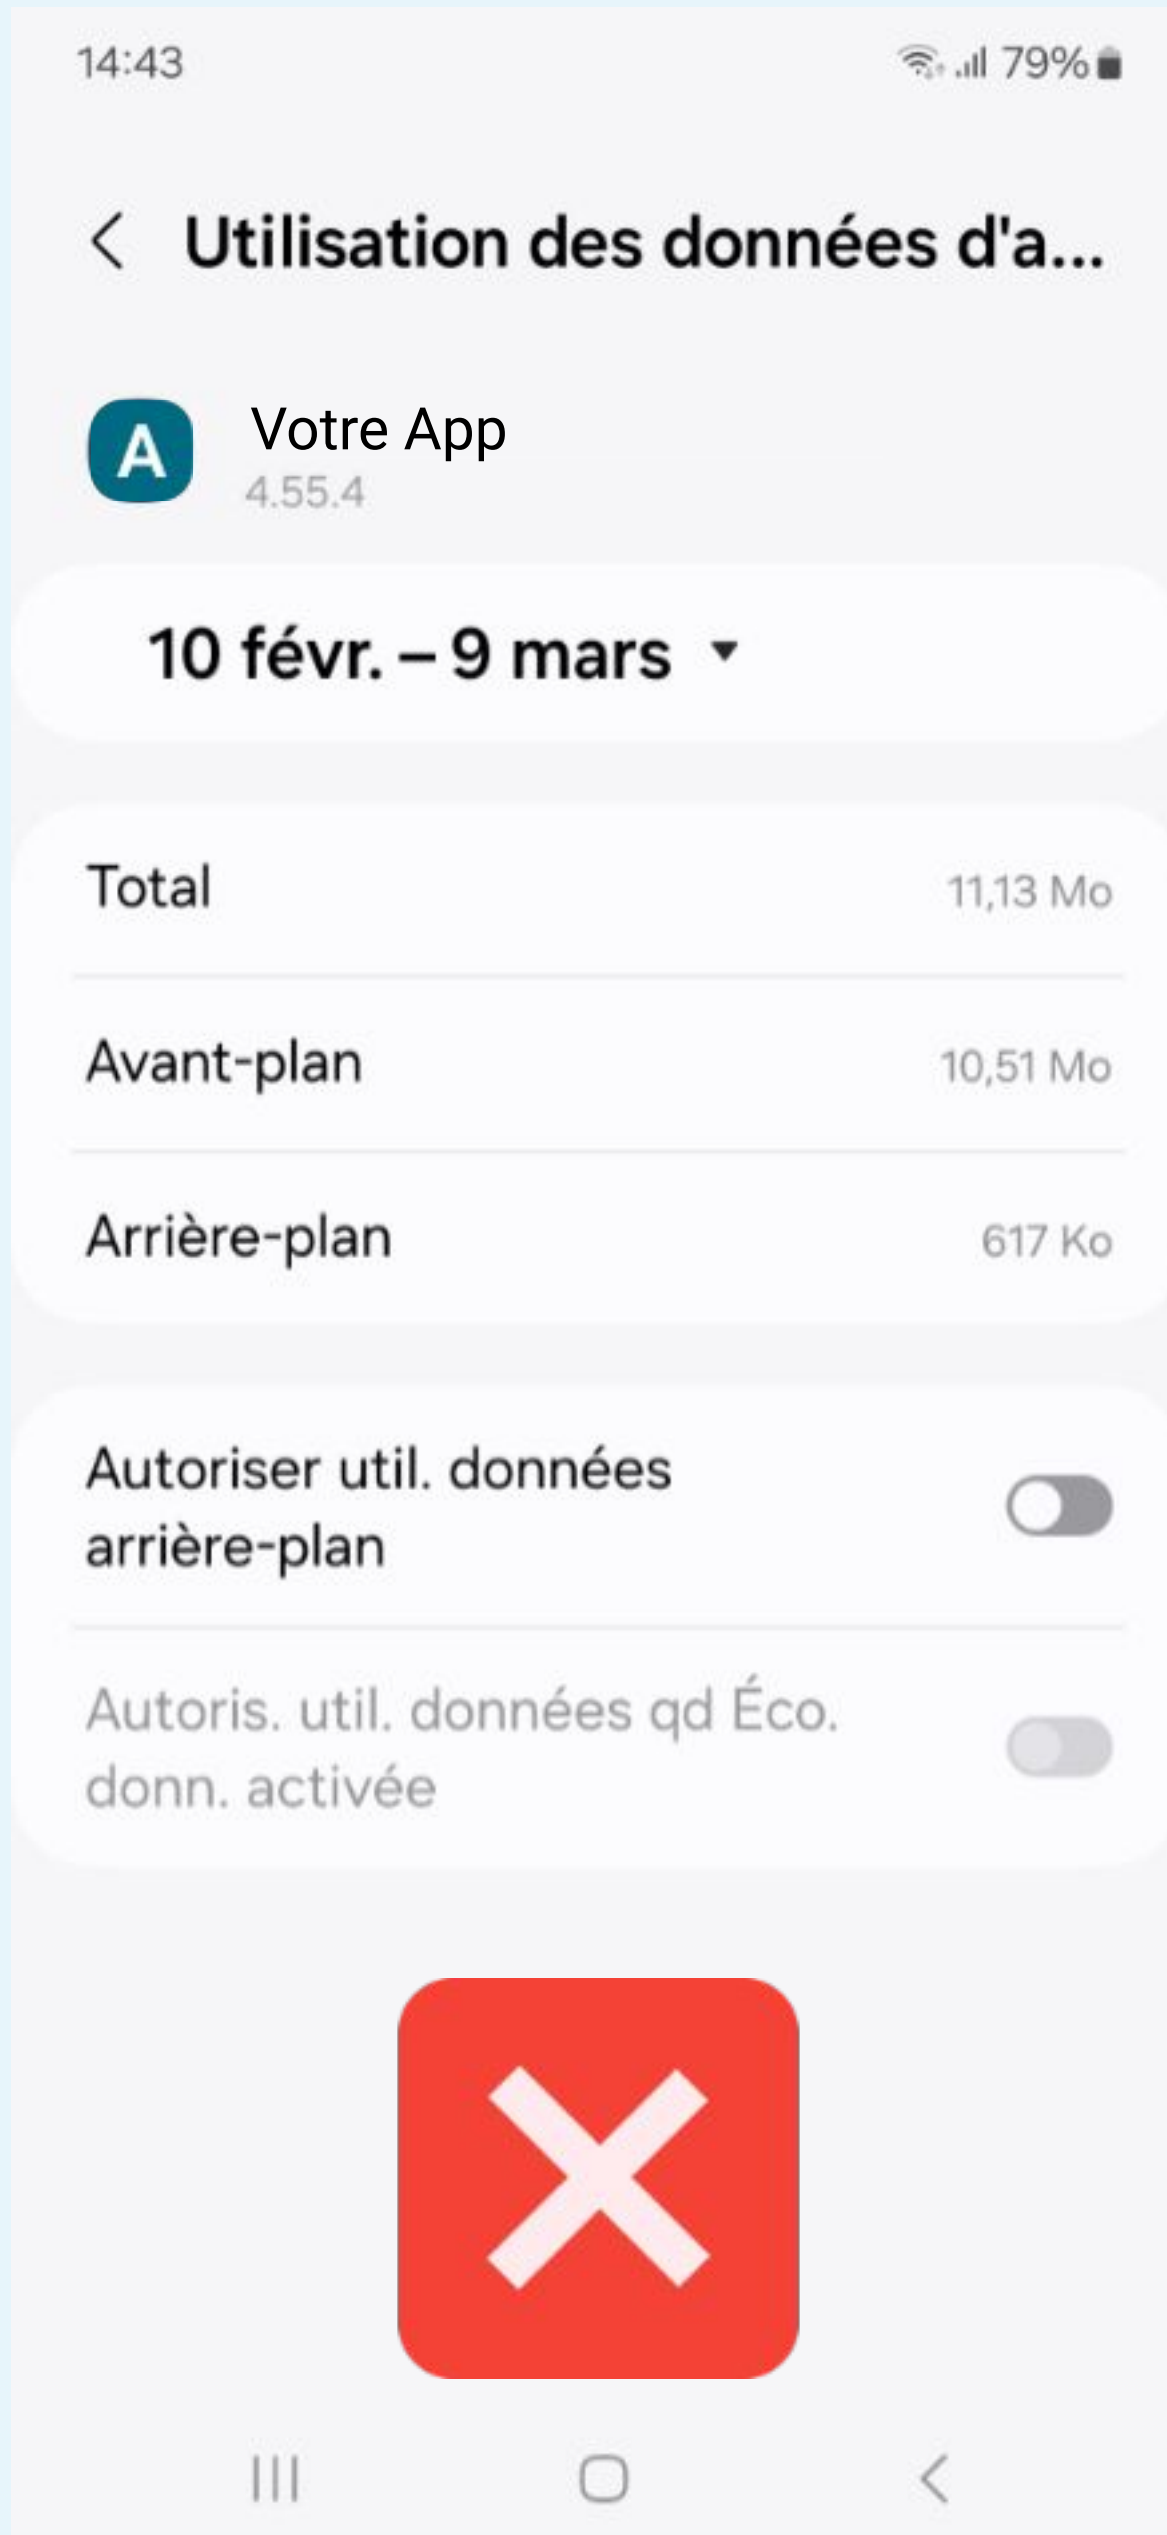 14:43
79%
Utilisation des données d'a...
A
Votre App
4.55.4
10 févr. – 9 mars
Total
11,13 Mo
Avant-plan
10,51 Mo
Arrière-plan
617 Ko
Autoriser util. données
arrière-plan
Autoris. util. données qd Éco.
donn. activée